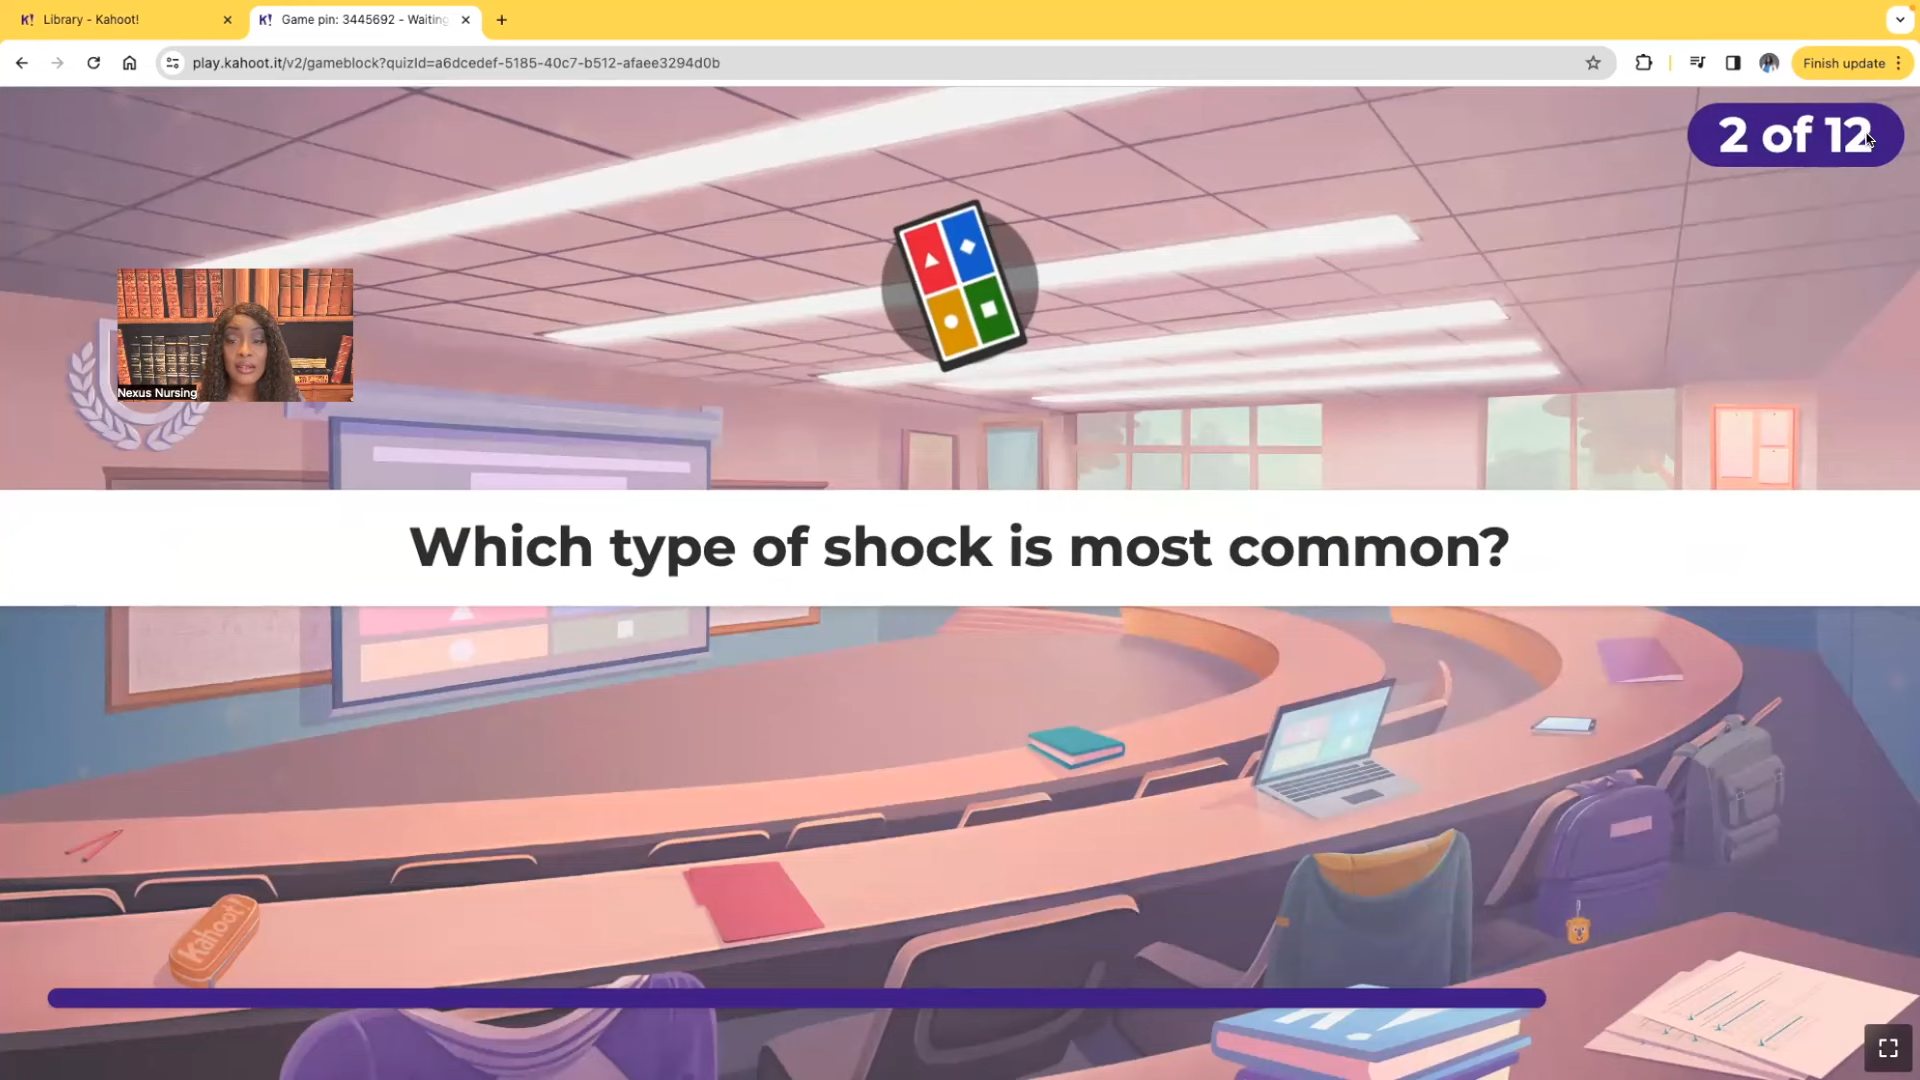 Library - Kahoot!
Game pin: 3445692 - Waiting
play.kahoot.it/v2/gameblock?quizId=a6dcedef-5185-40c7-b512-afaee3294d0b
Finish update
2 of 12
Nexus Nursing
Which type of shock is most common?
Kahoot!
K!